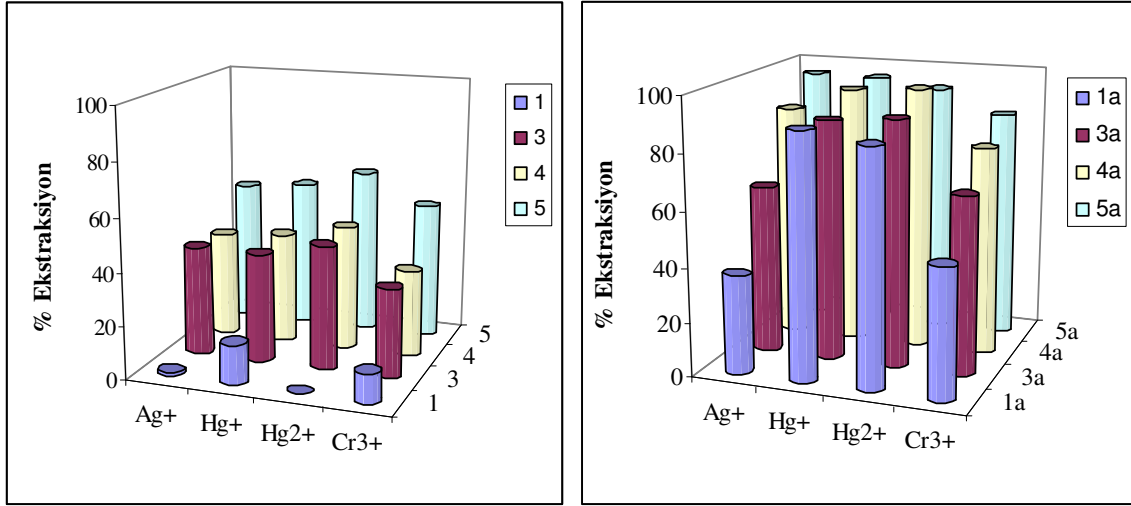 % Ekstraksiyon
100
80
60
40
20
0
Ag+
Hg+
Hg2+
Cr3+
1
3
4
5
1
3
4
5
% Ekstraksiyon
100
80
60
40
20
0
Ag+
Hg+
Hg2+
Cr3+
1a
3a
4a
5a
1a
3a
4a
5a